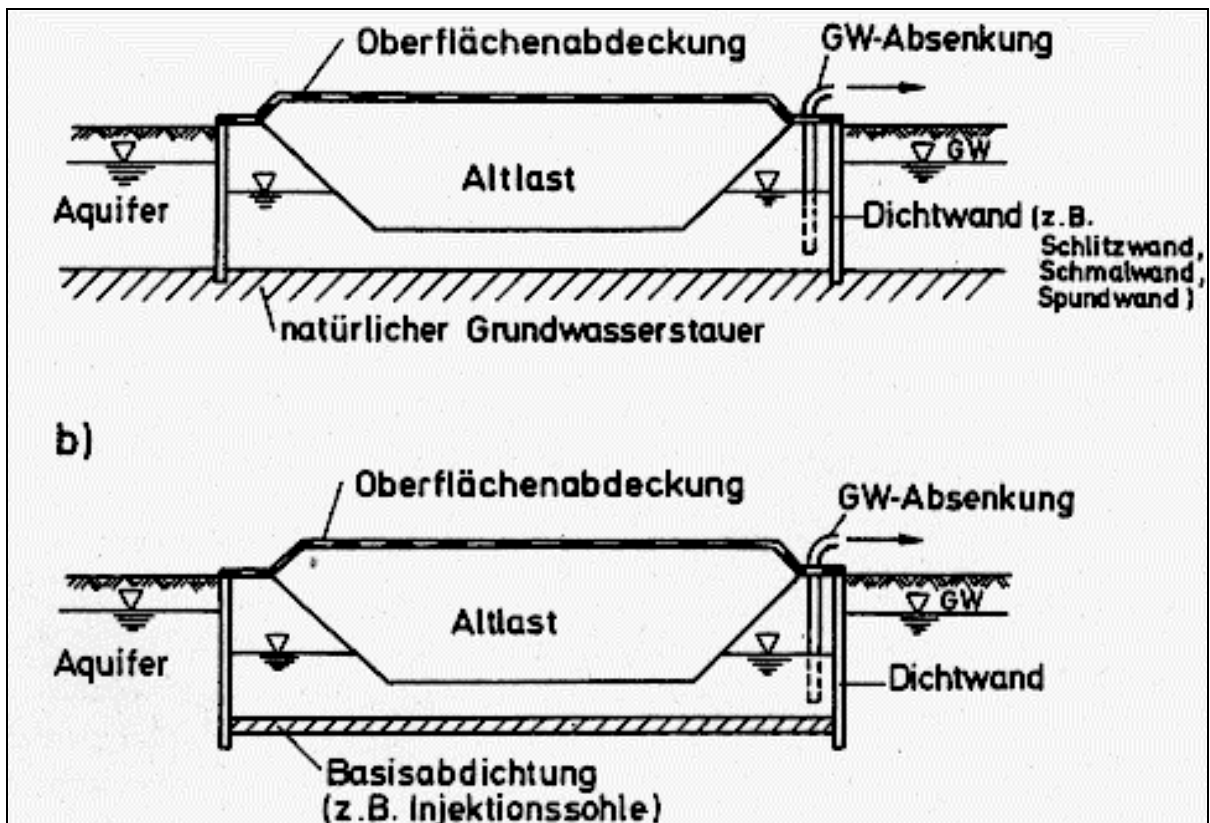 Oberflächenabdeckung
GW-Absenkung
GW
Altlast
Aquifer
Dichtwand (z.B.
Schlitzwand,
Schmalwand,
Spundwand)
natürlicher Grundwasserstauer
b)
Oberflächenabdeckung
GW-Absenkung
GW
Altlast
Aquifer
Dichtwand
Basisabdichtung
(z.B. Injektionssohle)